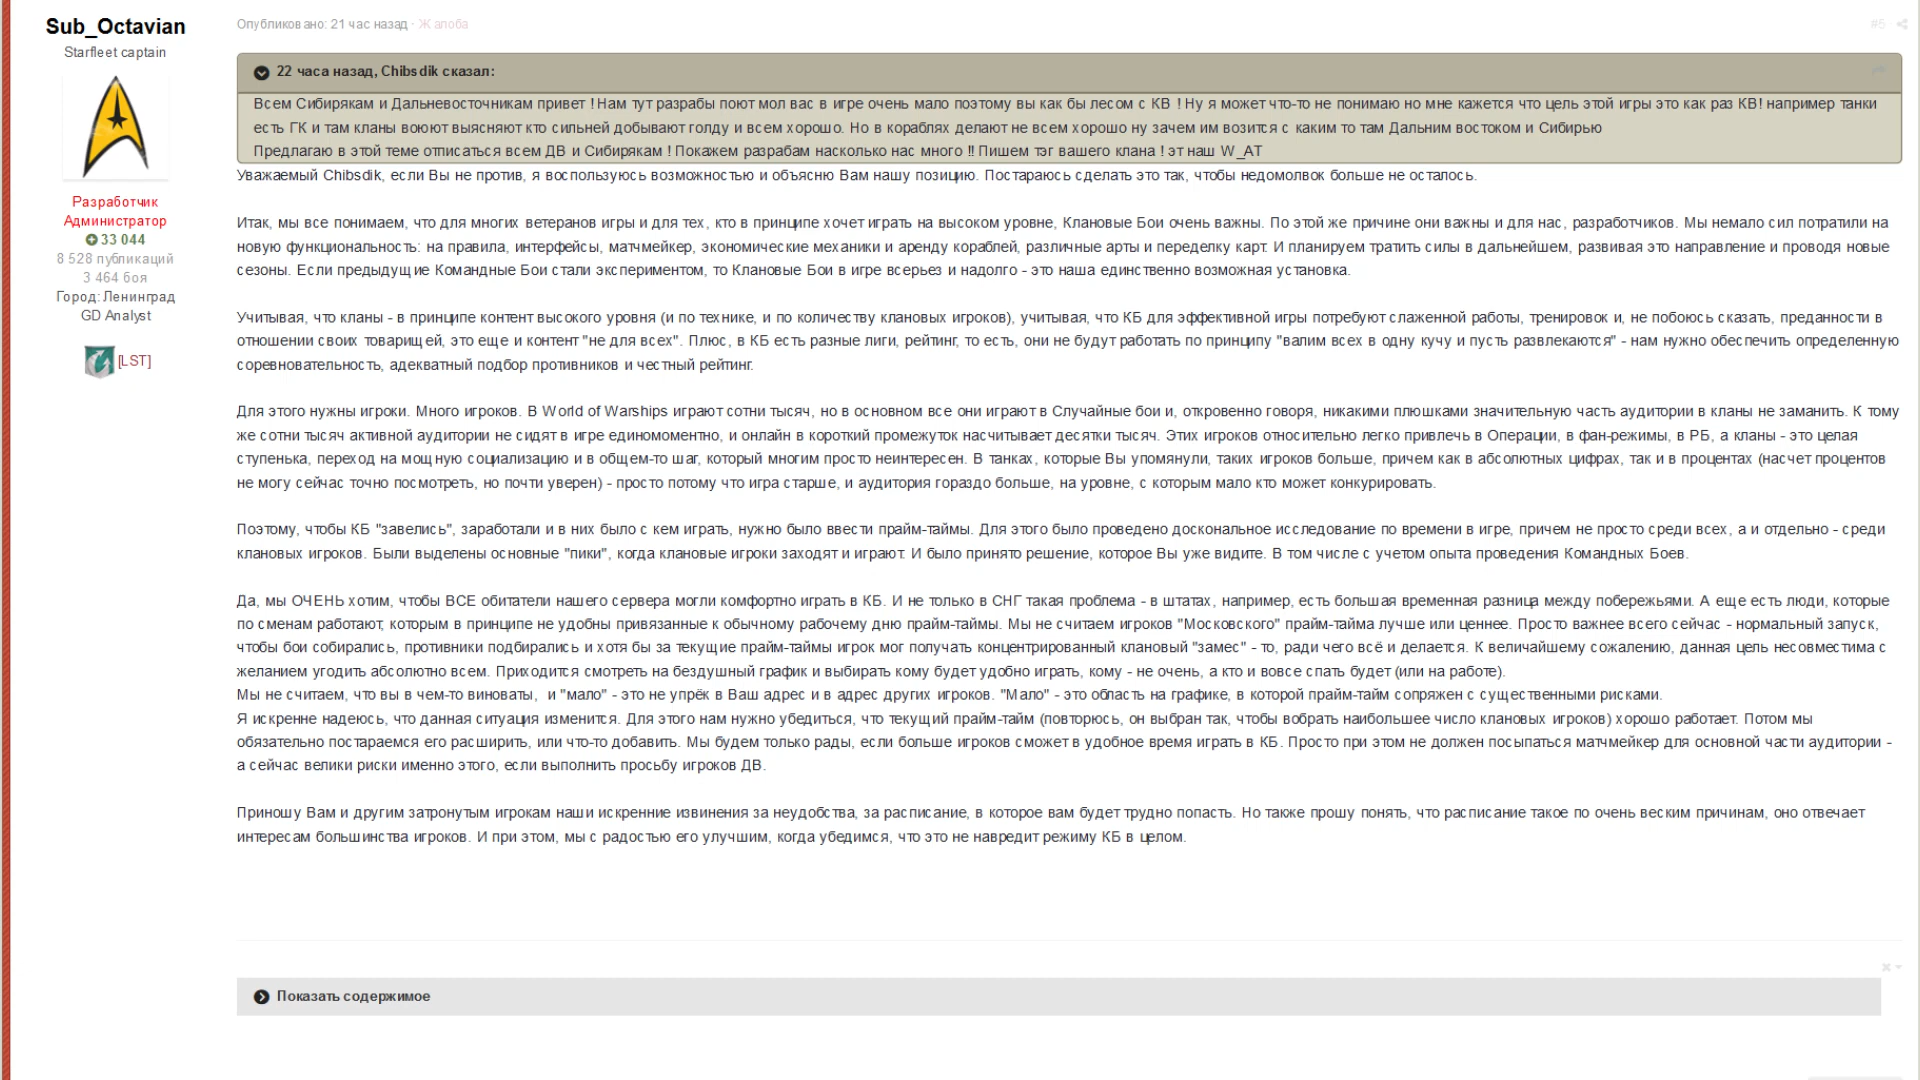 Sub_Octavian
Starfleet captain
Разработчик
Администратор
33 044
8 528 публикаций
3 464 боя
Город: Ленинград
GD Analyst
[LST]
Опубликовано: 21 час назад · Жалоба
#5
22 часа назад, Chibsdik сказал:
Всем Сибирякам и Дальневосточникам привет ! Нам тут разрабы поют мол вас в игре очень мало поэтому вы как бы лесом с КВ ! Ну я может что-то не понимаю но мне кажется что цель этой игры это как раз КВ! например танки
есть ГК и там кланы воюют выясняют кто сильней добывают голду и всем хорошо. Но в кораблях делают не всем хорошо ну зачем им возится с каким то там Дальним востоком и Сибирью
Предлагаю в этой теме отписаться всем ДВ и Сибирякам ! Покажем разрабам насколько нас много !! Пишем тэг вашего клана ! эт наш W_AT
Уважаемый Chibsdik, если Вы не против, я воспользуюсь возможностью и объясню Вам нашу позицию. Постараюсь сделать это так, чтобы недомолвок больше не осталось.
Итак, мы все понимаем, что для многих ветеранов игры и для тех, кто в принципе хочет играть на высоком уровне, Клановые Бои очень важны. По этой же причине они важны и для нас, разработчиков. Мы немало сил потратили на
новую функциональность: на правила, интерфейсы, матчмейкер, экономические механики и аренду кораблей, различные арты и переделку карт. И планируем тратить силы в дальнейшем, развивая это направление и проводя новые
сезоны. Если предыдущие Командные Бои стали экспериментом, то Клановые Бои в игре всерьез и надолго - это наша единственно возможная установка.
Учитывая, что кланы - в принципе контент высокого уровня (и по технике, и по количеству клановых игроков), учитывая, что КБ для эффективной игры потребуют слаженной работы, тренировок и, не побоюсь сказать, преданности в
отношении своих товарищей, это еще и контент "не для всех". Плюс, в КБ есть разные лиги, рейтинг, то есть, они не будут работать по принципу "валим всех в одну кучу и пусть развлекаются" - нам нужно обеспечить определенную
соревновательность, адекватный подбор противников и честный рейтинг.
Для этого нужны игроки. Много игроков. В World of Warships играют сотни тысяч, но в основном все они играют в Случайные бои и, откровенно говоря, никакими плюшками значительную часть аудитории в кланы не заманить. К тому
же сотни тысяч активной аудитории не сидят в игре единомоментно, и онлайн в короткий промежуток насчитывает десятки тысяч. Этих игроков относительно легко привлечь в Операции, в фан-режимы, в РБ, а кланы - это целая
ступенька, переход на мощную социализацию и в общем-то шаг, который многим просто неинтересен. В танках, которые Вы упомянули, таких игроков больше, причем как в абсолютных цифрах, так и в процентах (насчет процентов
не могу сейчас точно посмотреть, но почти уверен) - просто потому что игра старше, и аудитория гораздо больше, на уровне, с которым мало кто может конкурировать.
Поэтому, чтобы КБ "завелись", заработали и в них было с кем играть, нужно было ввести прайм-таймы. Для этого было проведено доскональное исследование по времени в игре, причем не просто среди всех, а и отдельно - среди
клановых игроков. Были выделены основные "пики", когда клановые игроки заходят и играют. И было принято решение, которое Вы уже видите. В том числе с учетом опыта проведения Командных Боев.
Да, мы ОЧЕНЬ хотим, чтобы ВСЕ обитатели нашего сервера могли комфортно играть в КБ. И не только в СНГ такая проблема - в штатах, например, есть большая временная разница между побережьями. А еще есть люди, которые
по сменам работают, которым в принципе не удобны привязанные к обычному рабочему дню прайм-таймы. Мы не считаем игроков "Московского" прайм-тайма лучше или ценнее. Просто важнее всего сейчас - нормальный запуск,
чтобы бои собирались, противники подбирались и хотя бы за текущие прайм-таймы игрок мог получать концентрированный клановый "замес" - то, ради чего всё и делается. К величайшему сожалению, данная цель несовместима с
желанием угодить абсолютно всем. Приходится смотреть на бездушный график и выбирать кому будет удобно играть, кому - не очень, а кто и вовсе спать будет (или на работе).
Мы не считаем, что вы в чем-то виноваты,  и "мало" - это не упрёк в Ваш адрес и в адрес других игроков. "Мало" - это область на графике, в которой прайм-тайм сопряжен с существенными рисками.
Я искренне надеюсь, что данная ситуация изменится. Для этого нам нужно убедиться, что текущий прайм-тайм (повторюсь, он выбран так, чтобы вобрать наибольшее число клановых игроков) хорошо работает. Потом мы
обязательно постараемся его расширить, или что-то добавить. Мы будем только рады, если больше игроков сможет в удобное время играть в КБ. Просто при этом не должен посыпаться матчмейкер для основной части аудитории -
а сейчас велики риски именно этого, если выполнить просьбу игроков ДВ.
Приношу Вам и другим затронутым игрокам наши искренние извинения за неудобства, за расписание, в которое вам будет трудно попасть. Но также прошу понять, что расписание такое по очень веским причинам, оно отвечает
интересам большинства игроков. И при этом, мы с радостью его улучшим, когда убедимся, что это не навредит режиму КБ в целом.
Показать содержимое